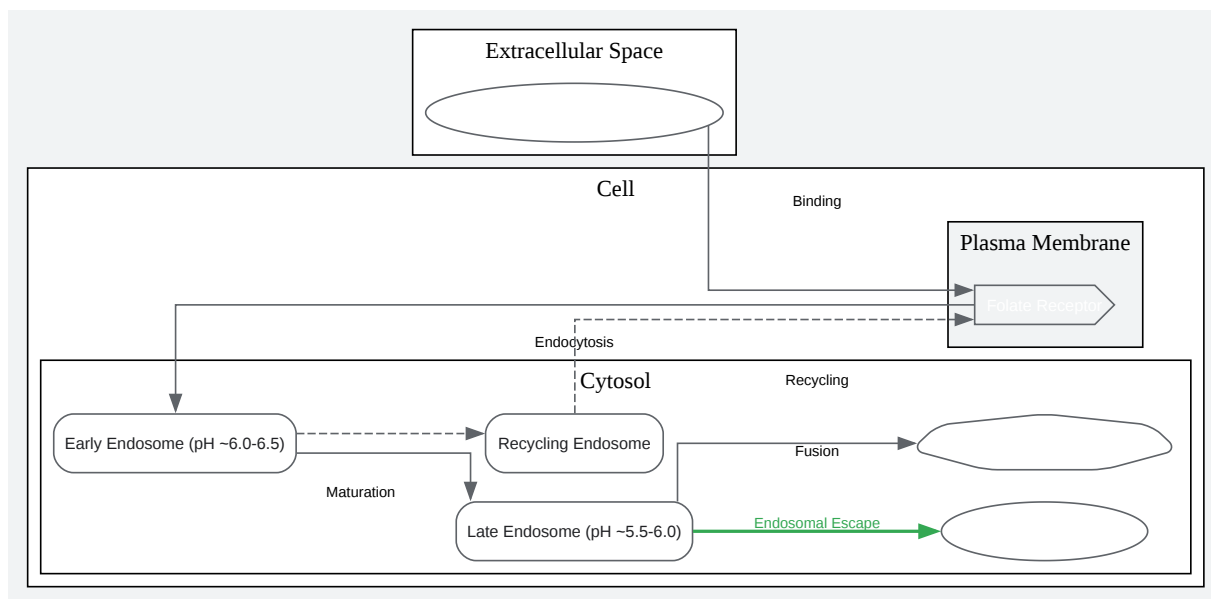 Extracellular Space
Cell
Binding
Plasma Membrane
Folate Receptor
Endocytosis
Cytosol
Recycling
Early Endosome (pH ~6.0-6.5)
Recycling Endosome
Fusion
Maturation
Late Endosome (pH ~5.5-6.0)
Endosomal Escape